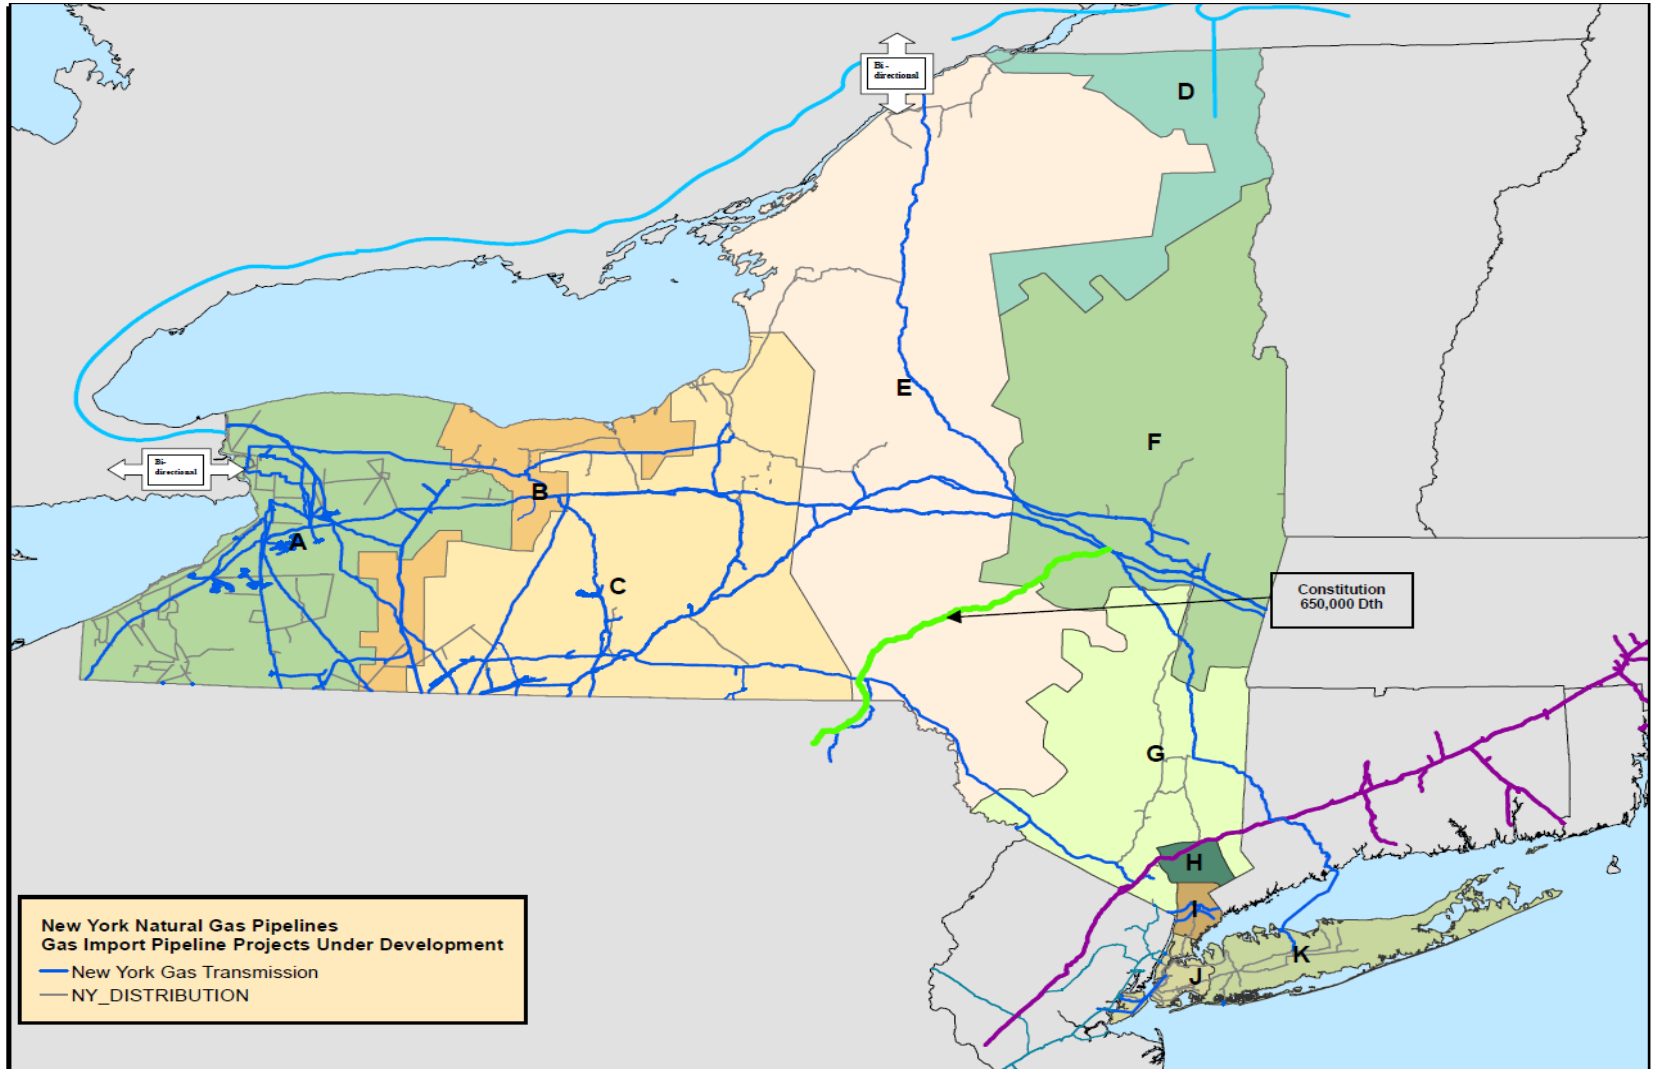 Bi -
directional
D
E
F
Bi-
directional
B
A
C
Constitution
650,000 Dth
G
H
I
K
J
New York Natural Gas Pipelines
Gas Import Pipeline Projects Under Development
New York Gas Transmission
NY_DISTRIBUTION